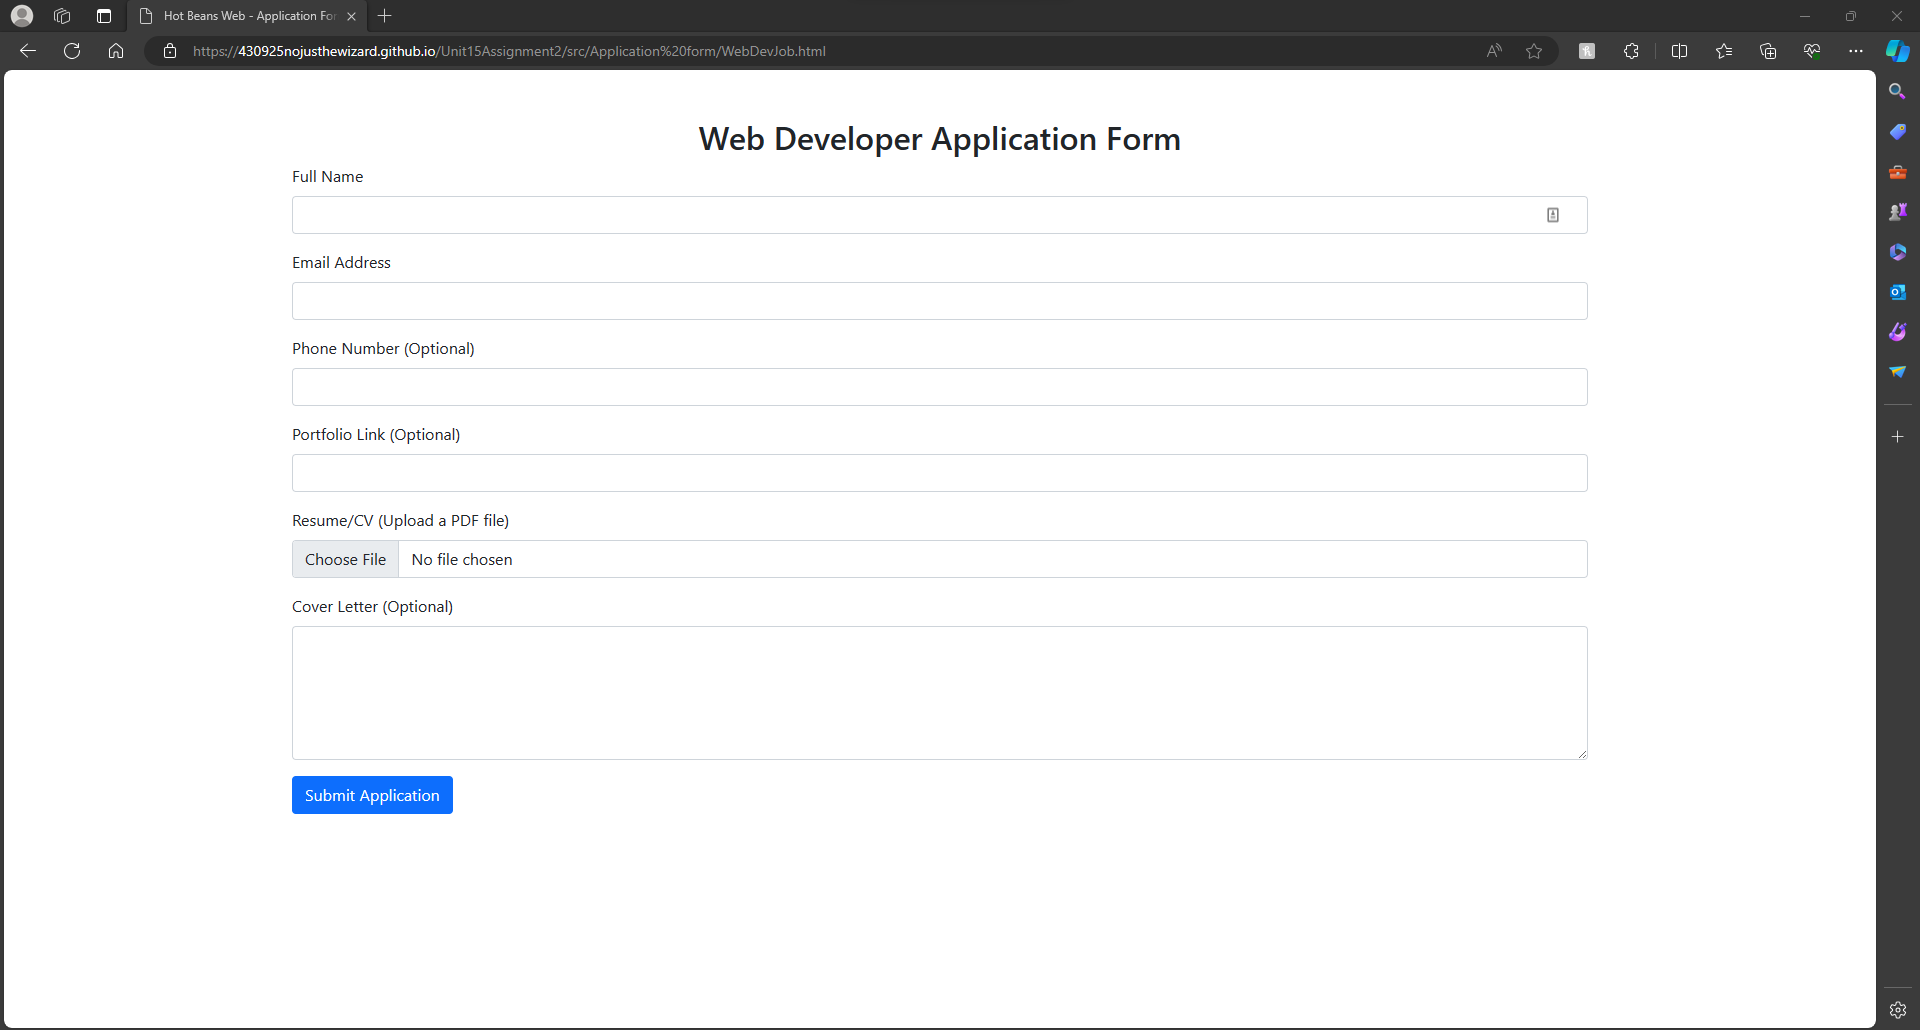 Hot Beans Web - Application For
https://430925nojusthewizard.github.io/Unit15Assignment2/src/Application%20form/WebDevJob.html
Web Developer Application Form
Full Name
Email Address
Phone Number (Optional)
Portfolio Link (Optional)
Resume/CV (Upload a PDF file)
Choose File No file chosen
Cover Letter (Optional)
Submit Application